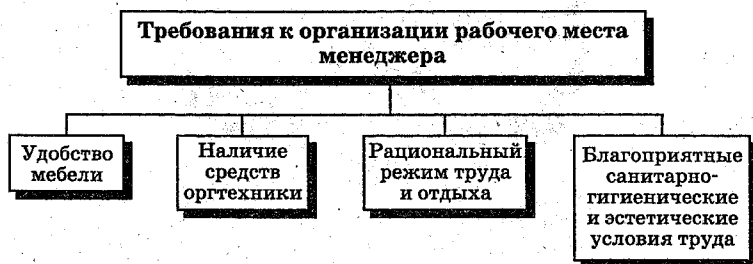 Требования к организации рабочего места
менеджера
Удобство
мебели
Наличие
средств
оргтехники
Рациональный
режим труда
и отдыха
Благоприятные
санитарно-
гигиенические
и эстетические
условия труда